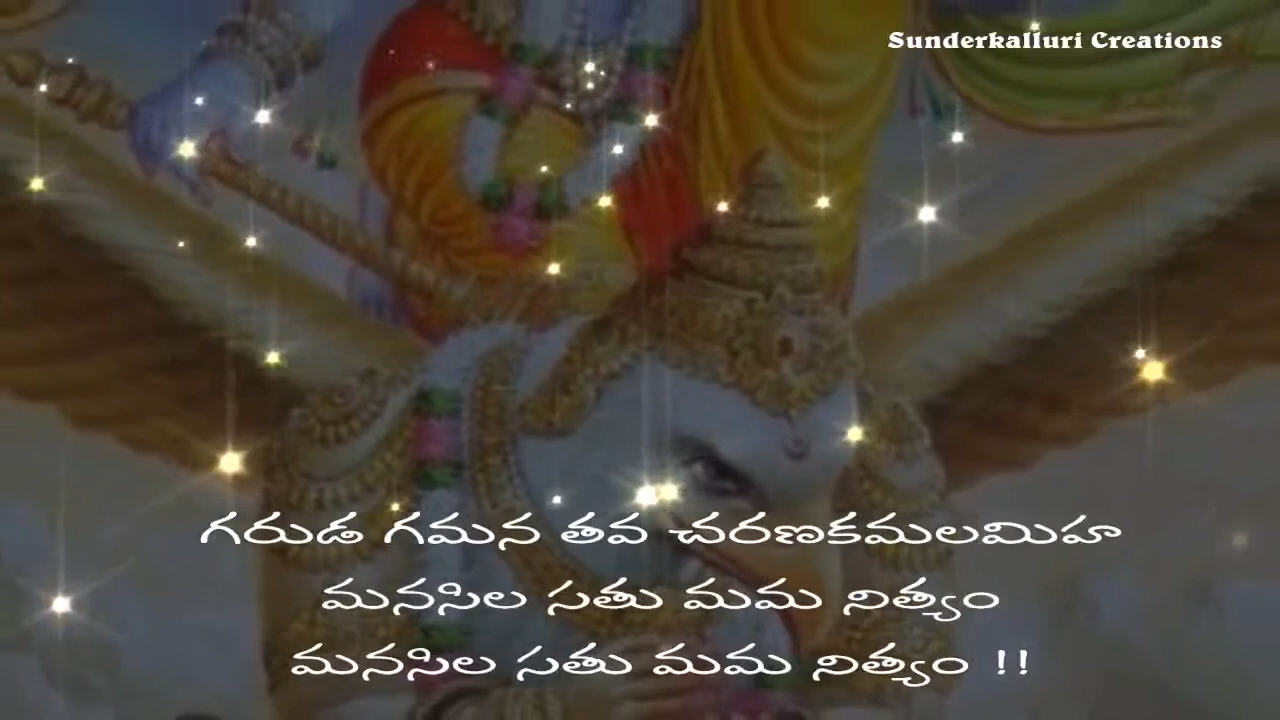 Sunderkalluri Creations
గరుడ గమన తవ చరణకమలమిహ
మనసిల సతు మమ నిత్యం
మనసిల సతు మమ నిత్యం !!